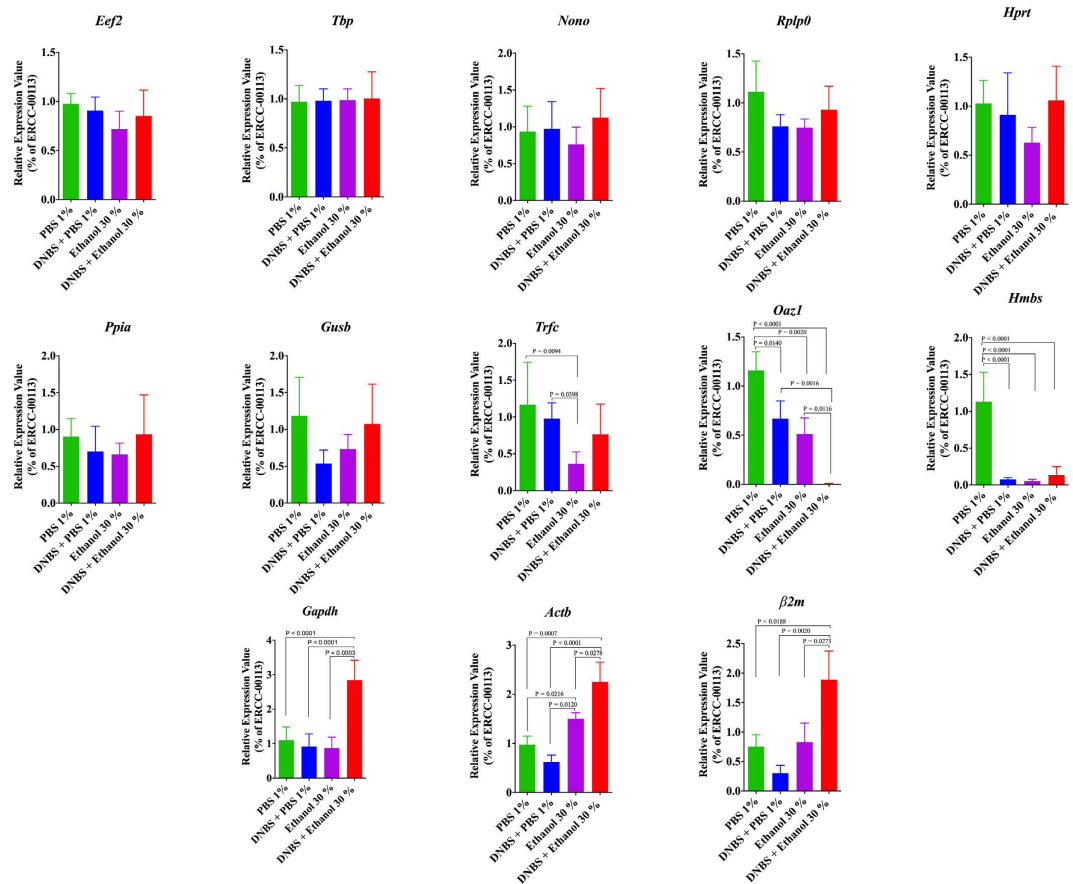 Eef2
Relative Expression Value
(% of ERCC-00113)
1.5
1.0
0.5
0.0
PBS 1%
DNBS + PBS 1%
Ethanol 30 %
DNBS + Ethanol 30 %
Tbp
Relative Expression Value
(% of ERCC-00113)
1.5
1.0
0.5
0.0
PBS 1%
DNBS + PBS 1%
Ethanol 30 %
DNBS + Ethanol 30 %
Nono
Relative Expression Value
(% of ERCC-00113)
2.0
1.5
1.0
0.5
0.0
PBS 1%
DNBS + PBS 1%
Ethanol 30 %
DNBS + Ethanol 30 %
Rplp0
Relative Expression Value
(% of ERCC-00113)
1.5
1.0
0.5
0.0
PBS 1%
DNBS + PBS 1%
Ethanol 30 %
DNBS + Ethanol 30 %
Hprt
Relative Expression Value
(% of ERCC-00113)
1.5
1.0
0.5
0.0
PBS 1%
DNBS + PBS 1%
Ethanol 30 %
DNBS + Ethanol 30 %
Ppia
Relative Expression Value
(% of ERCC-00113)
2.0
1.5
1.0
0.5
0.0
PBS 1%
DNBS + PBS 1%
Ethanol 30 %
DNBS + Ethanol 30 %
Gusb
Relative Expression Value
(% of ERCC-00113)
2.0
1.5
1.0
0.5
0.0
PBS 1%
DNBS + PBS 1%
Ethanol 30 %
DNBS + Ethanol 30 %
Trfc
Relative Expression Value
(% of ERCC-00113)
2.0
1.5
1.0
0.5
0.0
P = 0.0094
P = 0.0398
PBS 1%
DNBS + PBS 1%
Ethanol 30 %
DNBS + Ethanol 30 %
Oaz1
Relative Expression Value
(% of ERCC-00113)
1.5
1.0
0.5
0.0
P < 0.0001
P = 0.0020
P = 0.0140
P = 0.0016
P = 0.0116
PBS 1%
DNBS + PBS 1%
Ethanol 30 %
DNBS + Ethanol 30 %
Hmbs
Relative Expression Value
(% of ERCC-00113)
2.0
1.5
1.0
0.5
0.0
P < 0.0001
P < 0.0001
P < 0.0001
PBS 1%
DNBS + PBS 1%
Ethanol 30 %
DNBS + Ethanol 30 %
Gapdh
Relative Expression Value
(% of ERCC-00113)
4
3
2
1
0
P < 0.0001
P < 0.0001
P = 0.0003
PBS 1%
DNBS + PBS 1%
Ethanol 30 %
DNBS + Ethanol 30 %
Actb
Relative Expression Value
(% of ERCC-00113)
3
2
1
0
P = 0.0007
P < 0.0001
P = 0.0278
P = 0.0216
P = 0.0120
PBS 1%
DNBS + PBS 1%
Ethanol 30 %
DNBS + Ethanol 30 %
β2m
Relative Expression Value
(% of ERCC-00113)
2.5
2.0
1.5
1.0
0.5
0.0
P = 0.0188
P = 0.0020
P = 0.0273
PBS 1%
DNBS + PBS 1%
Ethanol 30 %
DNBS + Ethanol 30 %